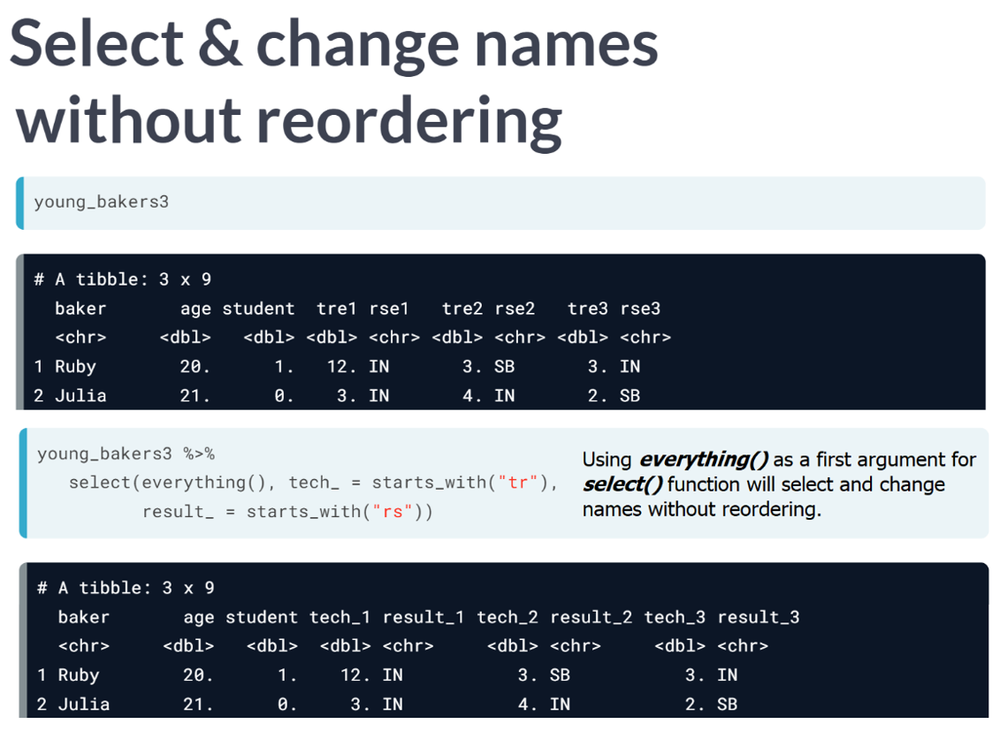 Select & change names
without reordering
young_bakers3
# A tibble: 3 x 9
baker age student tre1 rse1 tre2 rse2 tre3 rse3
<chr> <dbl> <dbl> <dbl> <chr> <dbl> <chr> <dbl> <chr>
1 Ruby 20. 1. 12. IN 3. SB 3. IN
2 Julia 21. 0. 3. IN 4. IN 2. SB
young_bakers3 %>%
select(everything(), tech_ = starts_with("tr"),
result_ = starts_with("rs"))
Using everything() as a first argument for
select() function will select and change
names without reordering.
# A tibble: 3 x 9
baker age student tech_1 result_1 tech_2 result_2 tech_3 result_3
<chr> <dbl> <dbl> <dbl> <chr> <dbl> <chr> <dbl> <chr>
1 Ruby 20. 1. 12. IN 3. SB 3. IN
2 Julia 21. 0. 3. IN 4. IN 2. SB